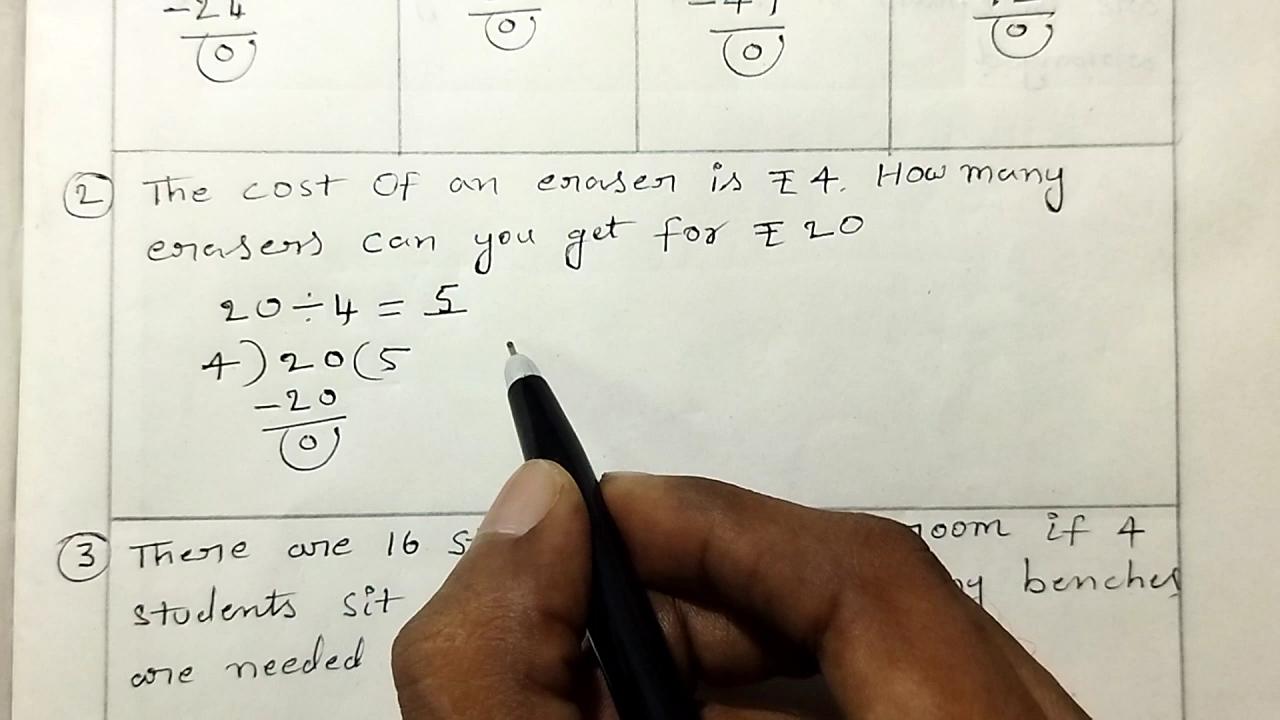 -24
0
0
0
0
2 The cost Of an eraser is ₹ 4. How many
erasers can you get for ₹ 20
20 ÷ 4 = 5
4 ) 20 ( 5
-20
0
3 There are 16 room if 4
students sit benches
are needed